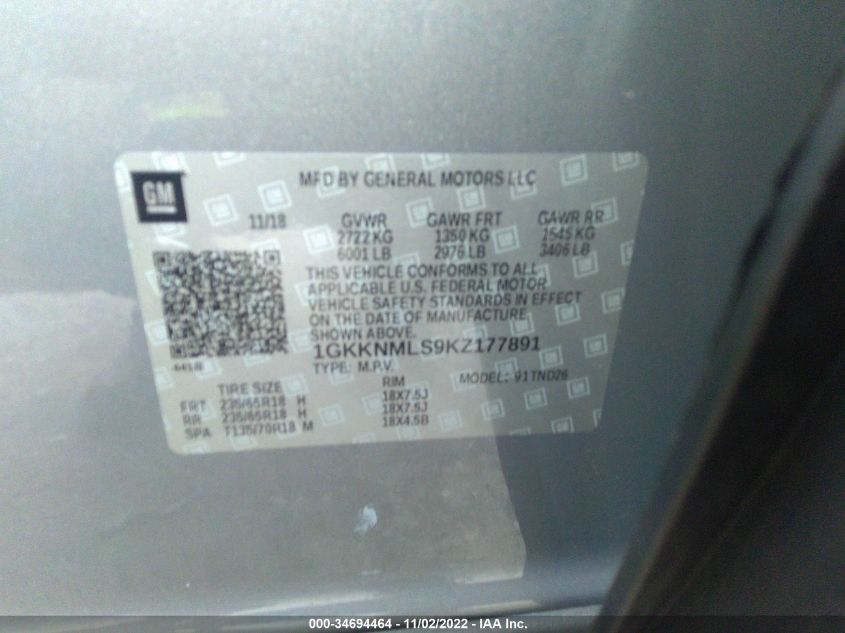 GM
MFD BY GENERAL MOTORS LLC
11/18 GVWR GAWR FRT GAWR RR
2722 KG 1350 KG 1545 KG
6001 LB 2976 LB 3406 LB
THIS VEHICLE CONFORMS TO ALL
APPLICABLE U.S. FEDERAL MOTOR
VEHICLE SAFETY STANDARDS IN EFFECT
ON THE DATE OF MANUFACTURE
SHOWN ABOVE.
1GKKNMLS9KZ177891
TYPE: M.P.V. MODEL: 91TND26
TIRE SIZE RIM
FRT 235/65R18 H 18X7.5J
RR 235/65R18 H 18X7.5J
SPA T135/70R18 M 18X4.5B
000-34694464 - 11/02/2022 - IAA Inc.